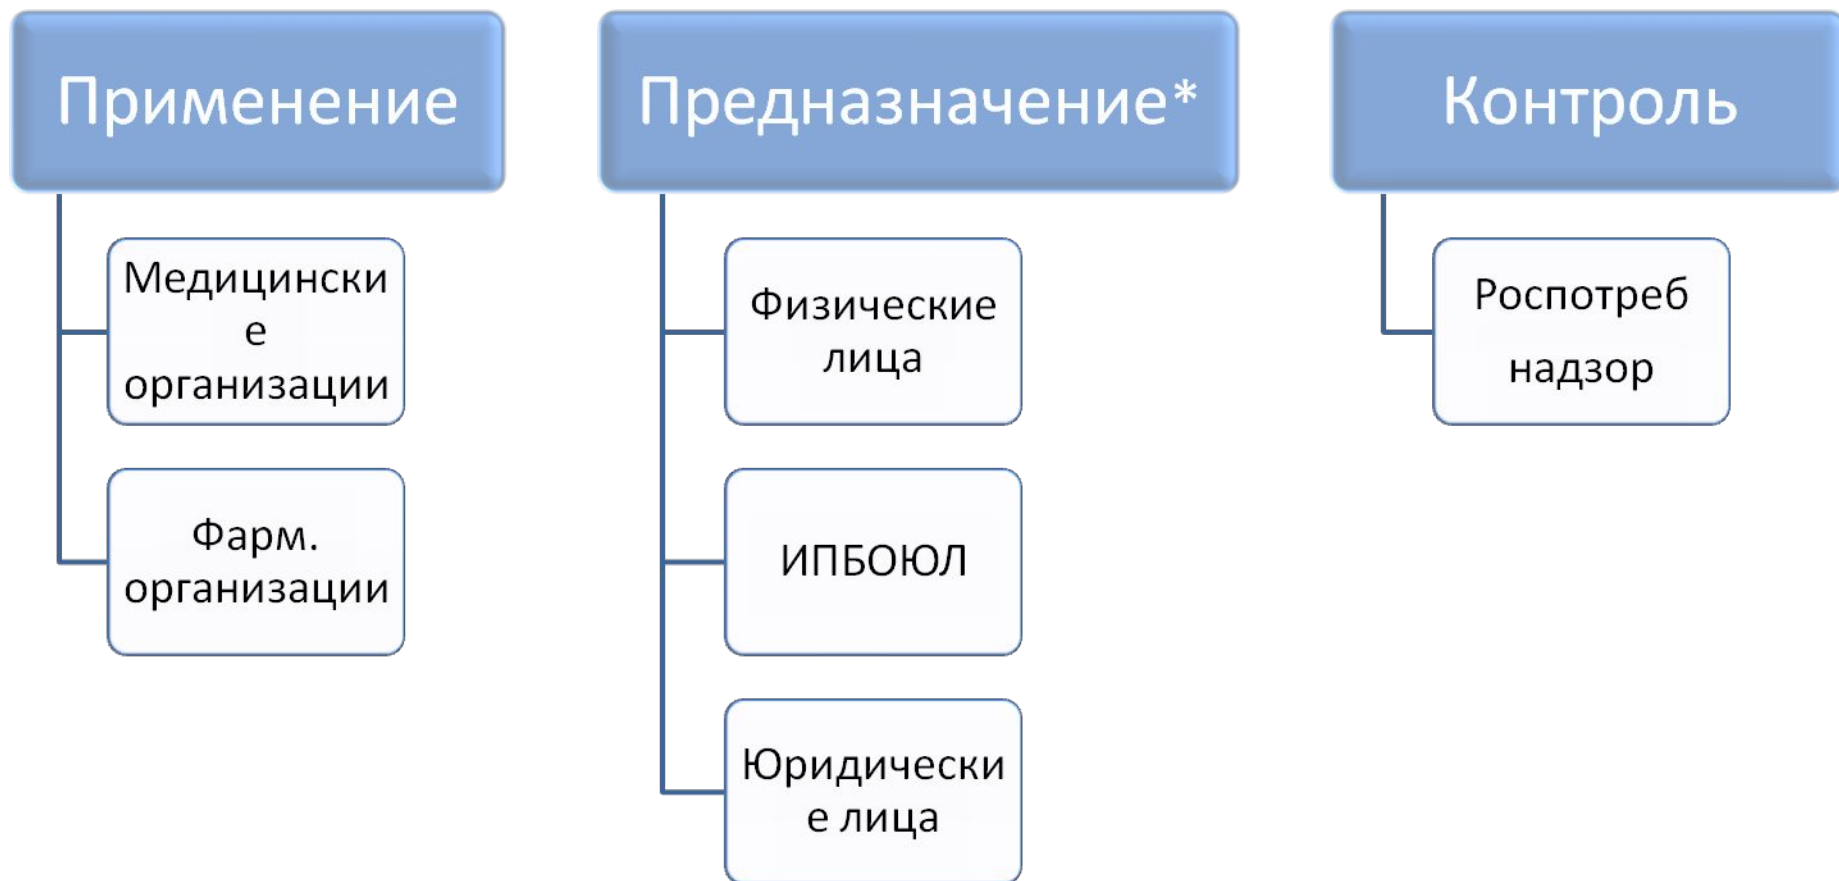 Применение
Медицински
е
организации
Фарм.
организации
Предназначение*
Физические
лица
ИПБОЮЛ
Юридически
е лица
Контроль
Роспотреб
надзор